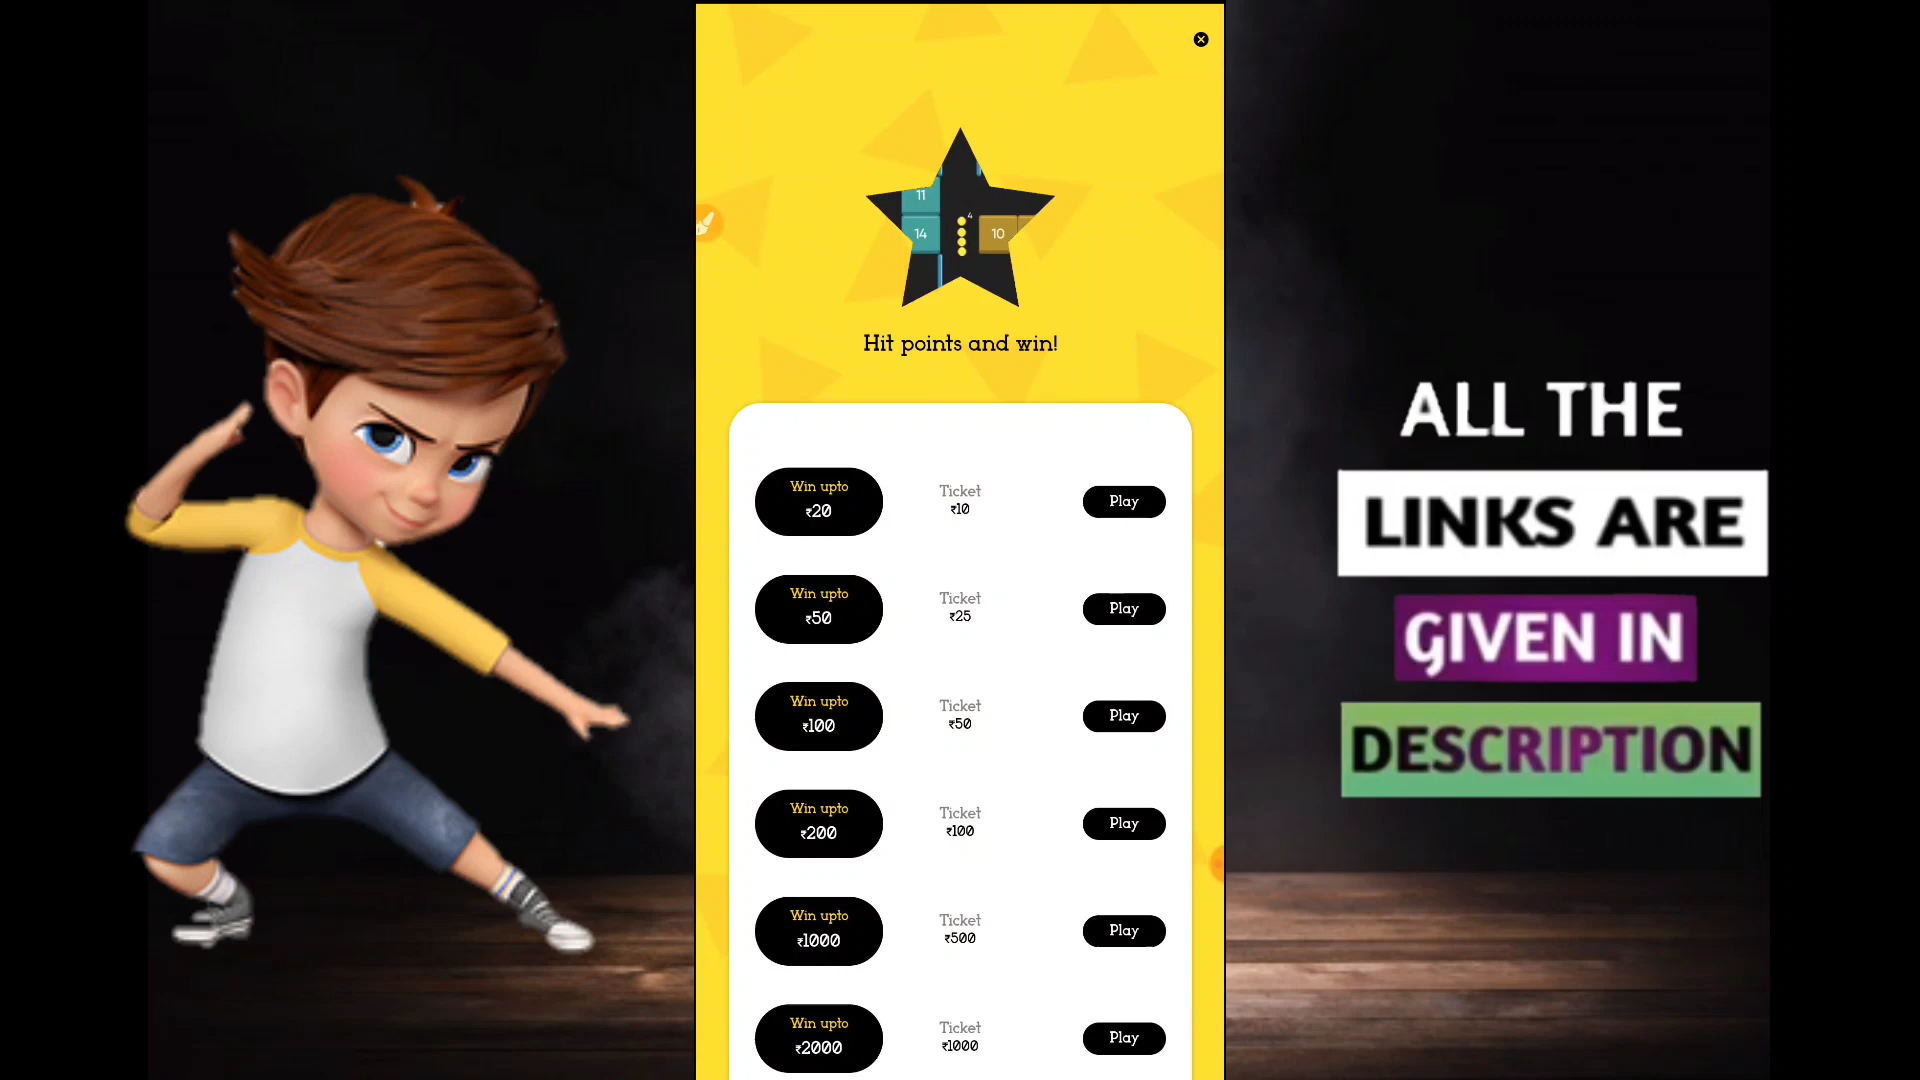 11
14
4
10
Hit points and win!
Win upto
₹20
Ticket
₹10
Play
Win upto
₹50
Ticket
₹25
Play
Win upto
₹100
Ticket
₹50
Play
Win upto
₹200
Ticket
₹100
Play
Win upto
₹1000
Ticket
₹500
Play
Win upto
₹2000
Ticket
₹1000
Play
ALL THE
LINKS ARE
GIVEN IN
DESCRIPTION